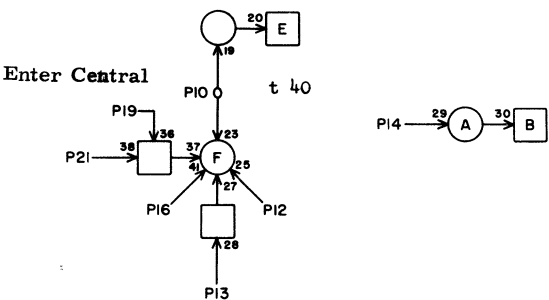 20 E
19
Enter Central
P10 t 40
P19
29 30
P14 A B
36 23
38 37 F
P21 41 25
27
P16 P12
28
P13